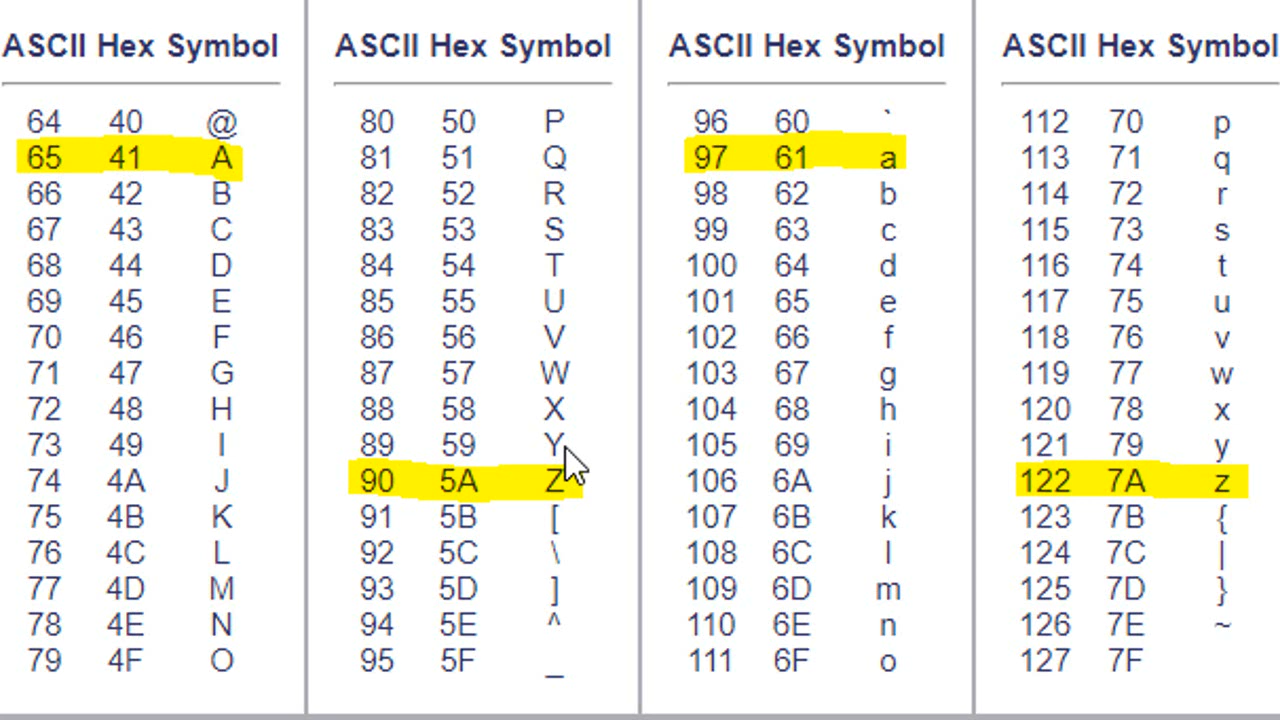 ASCII Hex Symbol ASCII Hex Symbol ASCII Hex Symbol ASCII Hex Symbol
64 40 @ 80 50 P 96 60 ` 112 70 p
65 41 A 81 51 Q 97 61 a 113 71 q
66 42 B 82 52 R 98 62 b 114 72 r
67 43 C 83 53 S 99 63 c 115 73 s
68 44 D 84 54 T 100 64 d 116 74 t
69 45 E 85 55 U 101 65 e 117 75 u
70 46 F 86 56 V 102 66 f 118 76 v
71 47 G 87 57 W 103 67 g 119 77 w
72 48 H 88 58 X 104 68 h 120 78 x
73 49 I 89 59 Y 105 69 i 121 79 y
74 4A J 90 5A Z 106 6A j 122 7A z
75 4B K 91 5B [ 107 6B k 123 7B {
76 4C L 92 5C \ 108 6C l 124 7C |
77 4D M 93 5D ] 109 6D m 125 7D }
78 4E N 94 5E ^ 110 6E n 126 7E ~
79 4F O 95 5F _ 111 6F o 127 7F